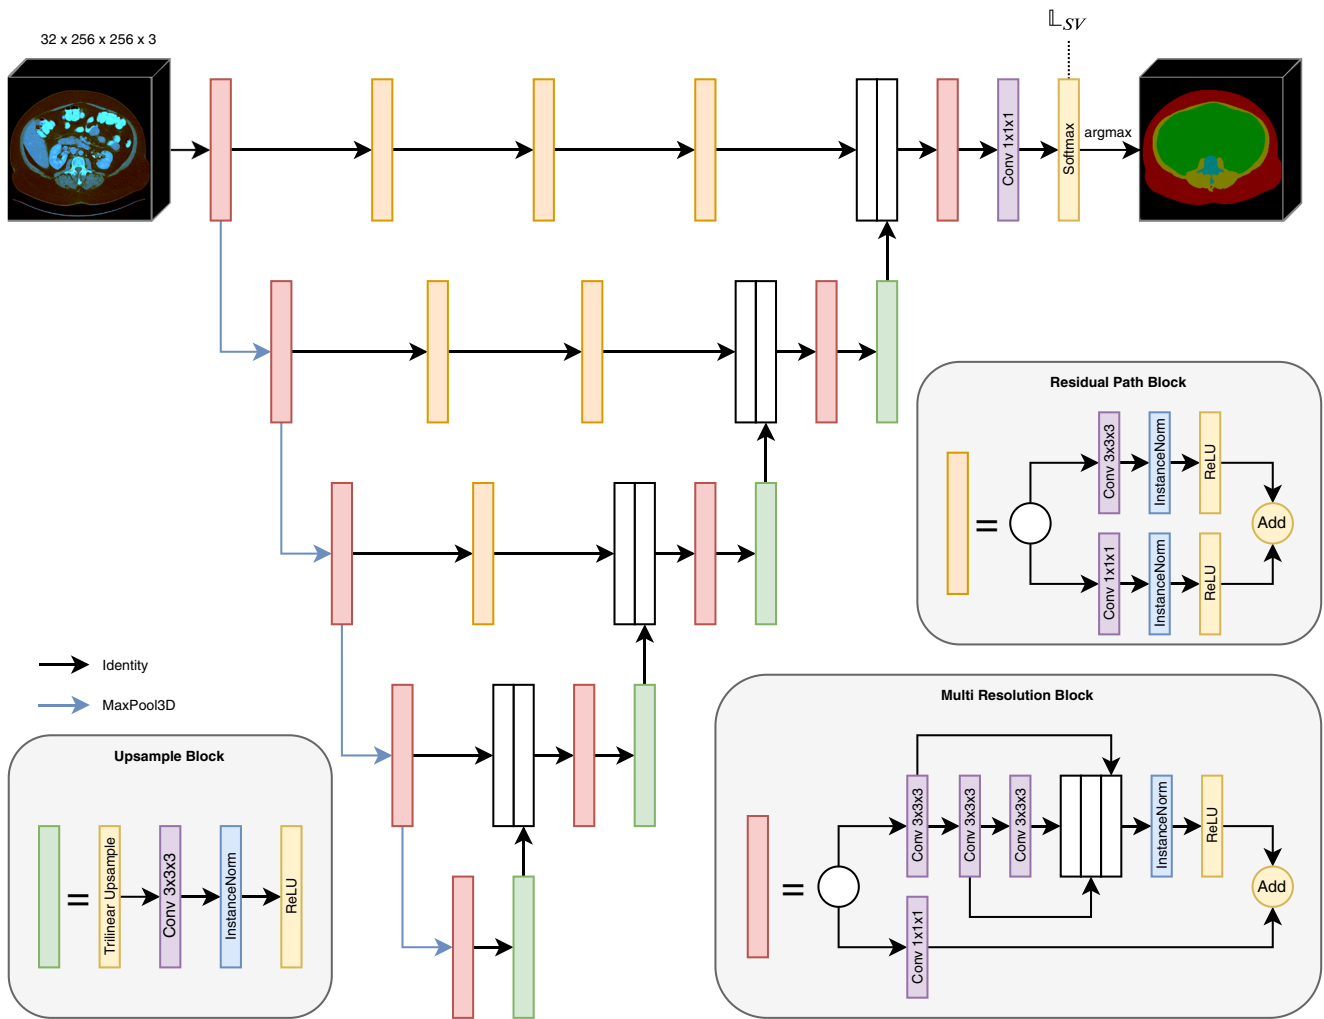 𝕃SV
32 x 256 x 256 x 3
Conv 1x1x1
Softmax
argmax
Residual Path Block
Conv 3x3x3
InstanceNorm
ReLU
=
Add
Conv 1x1x1
InstanceNorm
ReLU
Identity
MaxPool3D
Upsample Block
=
Trilinear Upsample
Conv 3x3x3
InstanceNorm
ReLU
Multi Resolution Block
Conv 3x3x3
Conv 3x3x3
Conv 3x3x3
InstanceNorm
ReLU
=
Add
Conv 1x1x1